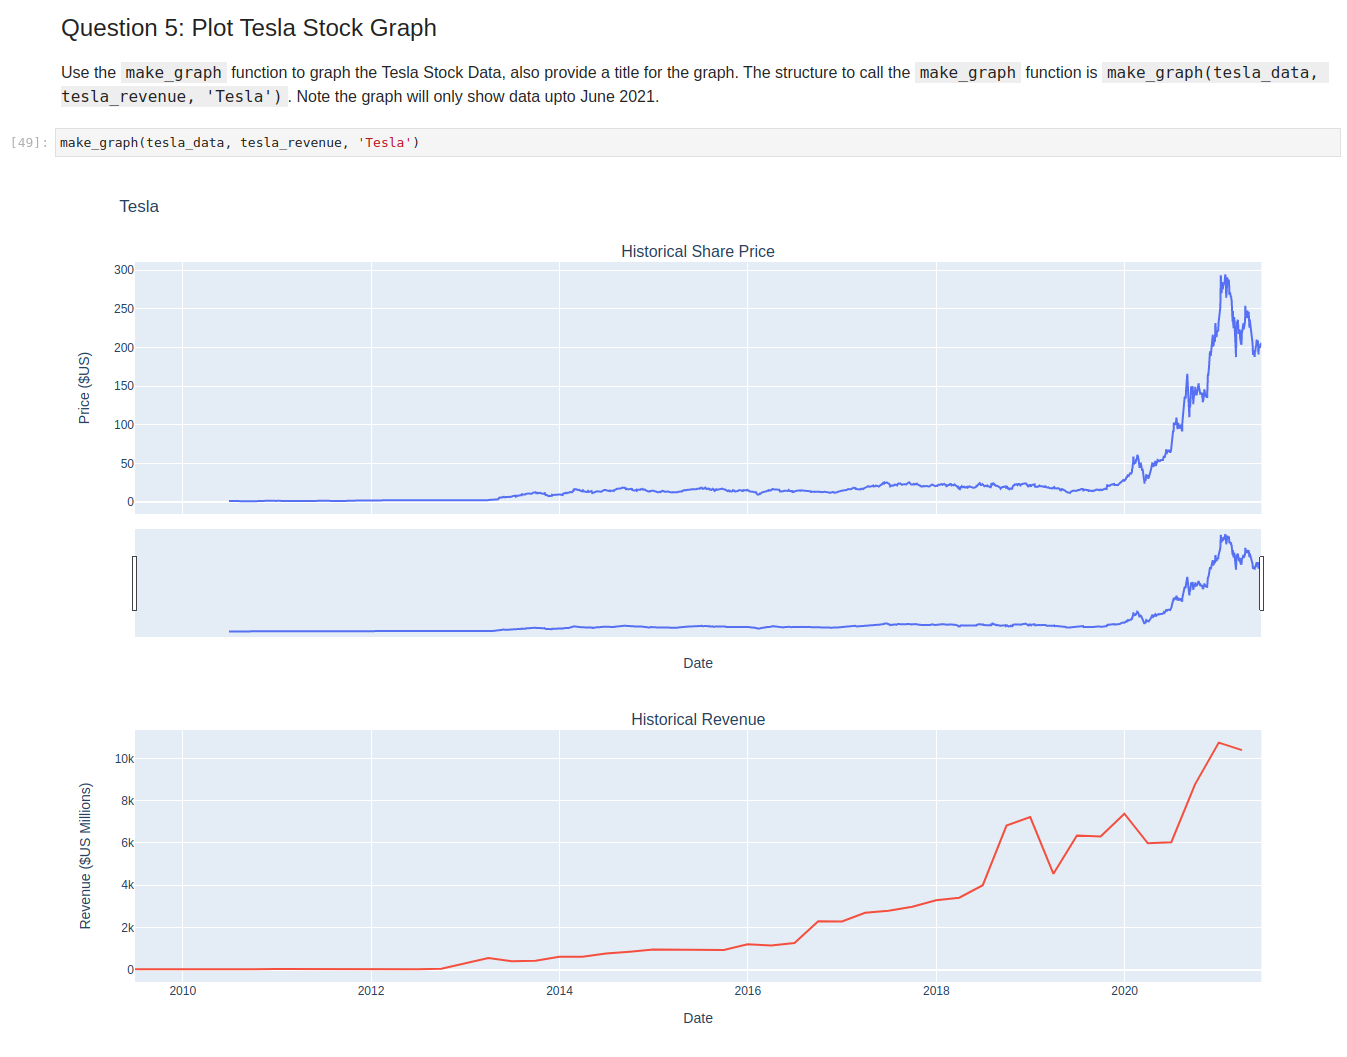 Question 5: Plot Tesla Stock Graph
Use the make_graph function to graph the Tesla Stock Data, also provide a title for the graph. The structure to call the make_graph function is make_graph(tesla_data,
tesla_revenue, 'Tesla') . Note the graph will only show data upto June 2021.
[49]: make_graph(tesla_data, tesla_revenue, 'Tesla')
Tesla
Historical Share Price
300
250
200
150
100
50
0
Price ($US)
Date
Historical Revenue
10k
8k
6k
4k
2k
0
Revenue ($US Millions)
2010 2012 2014 2016 2018 2020
Date